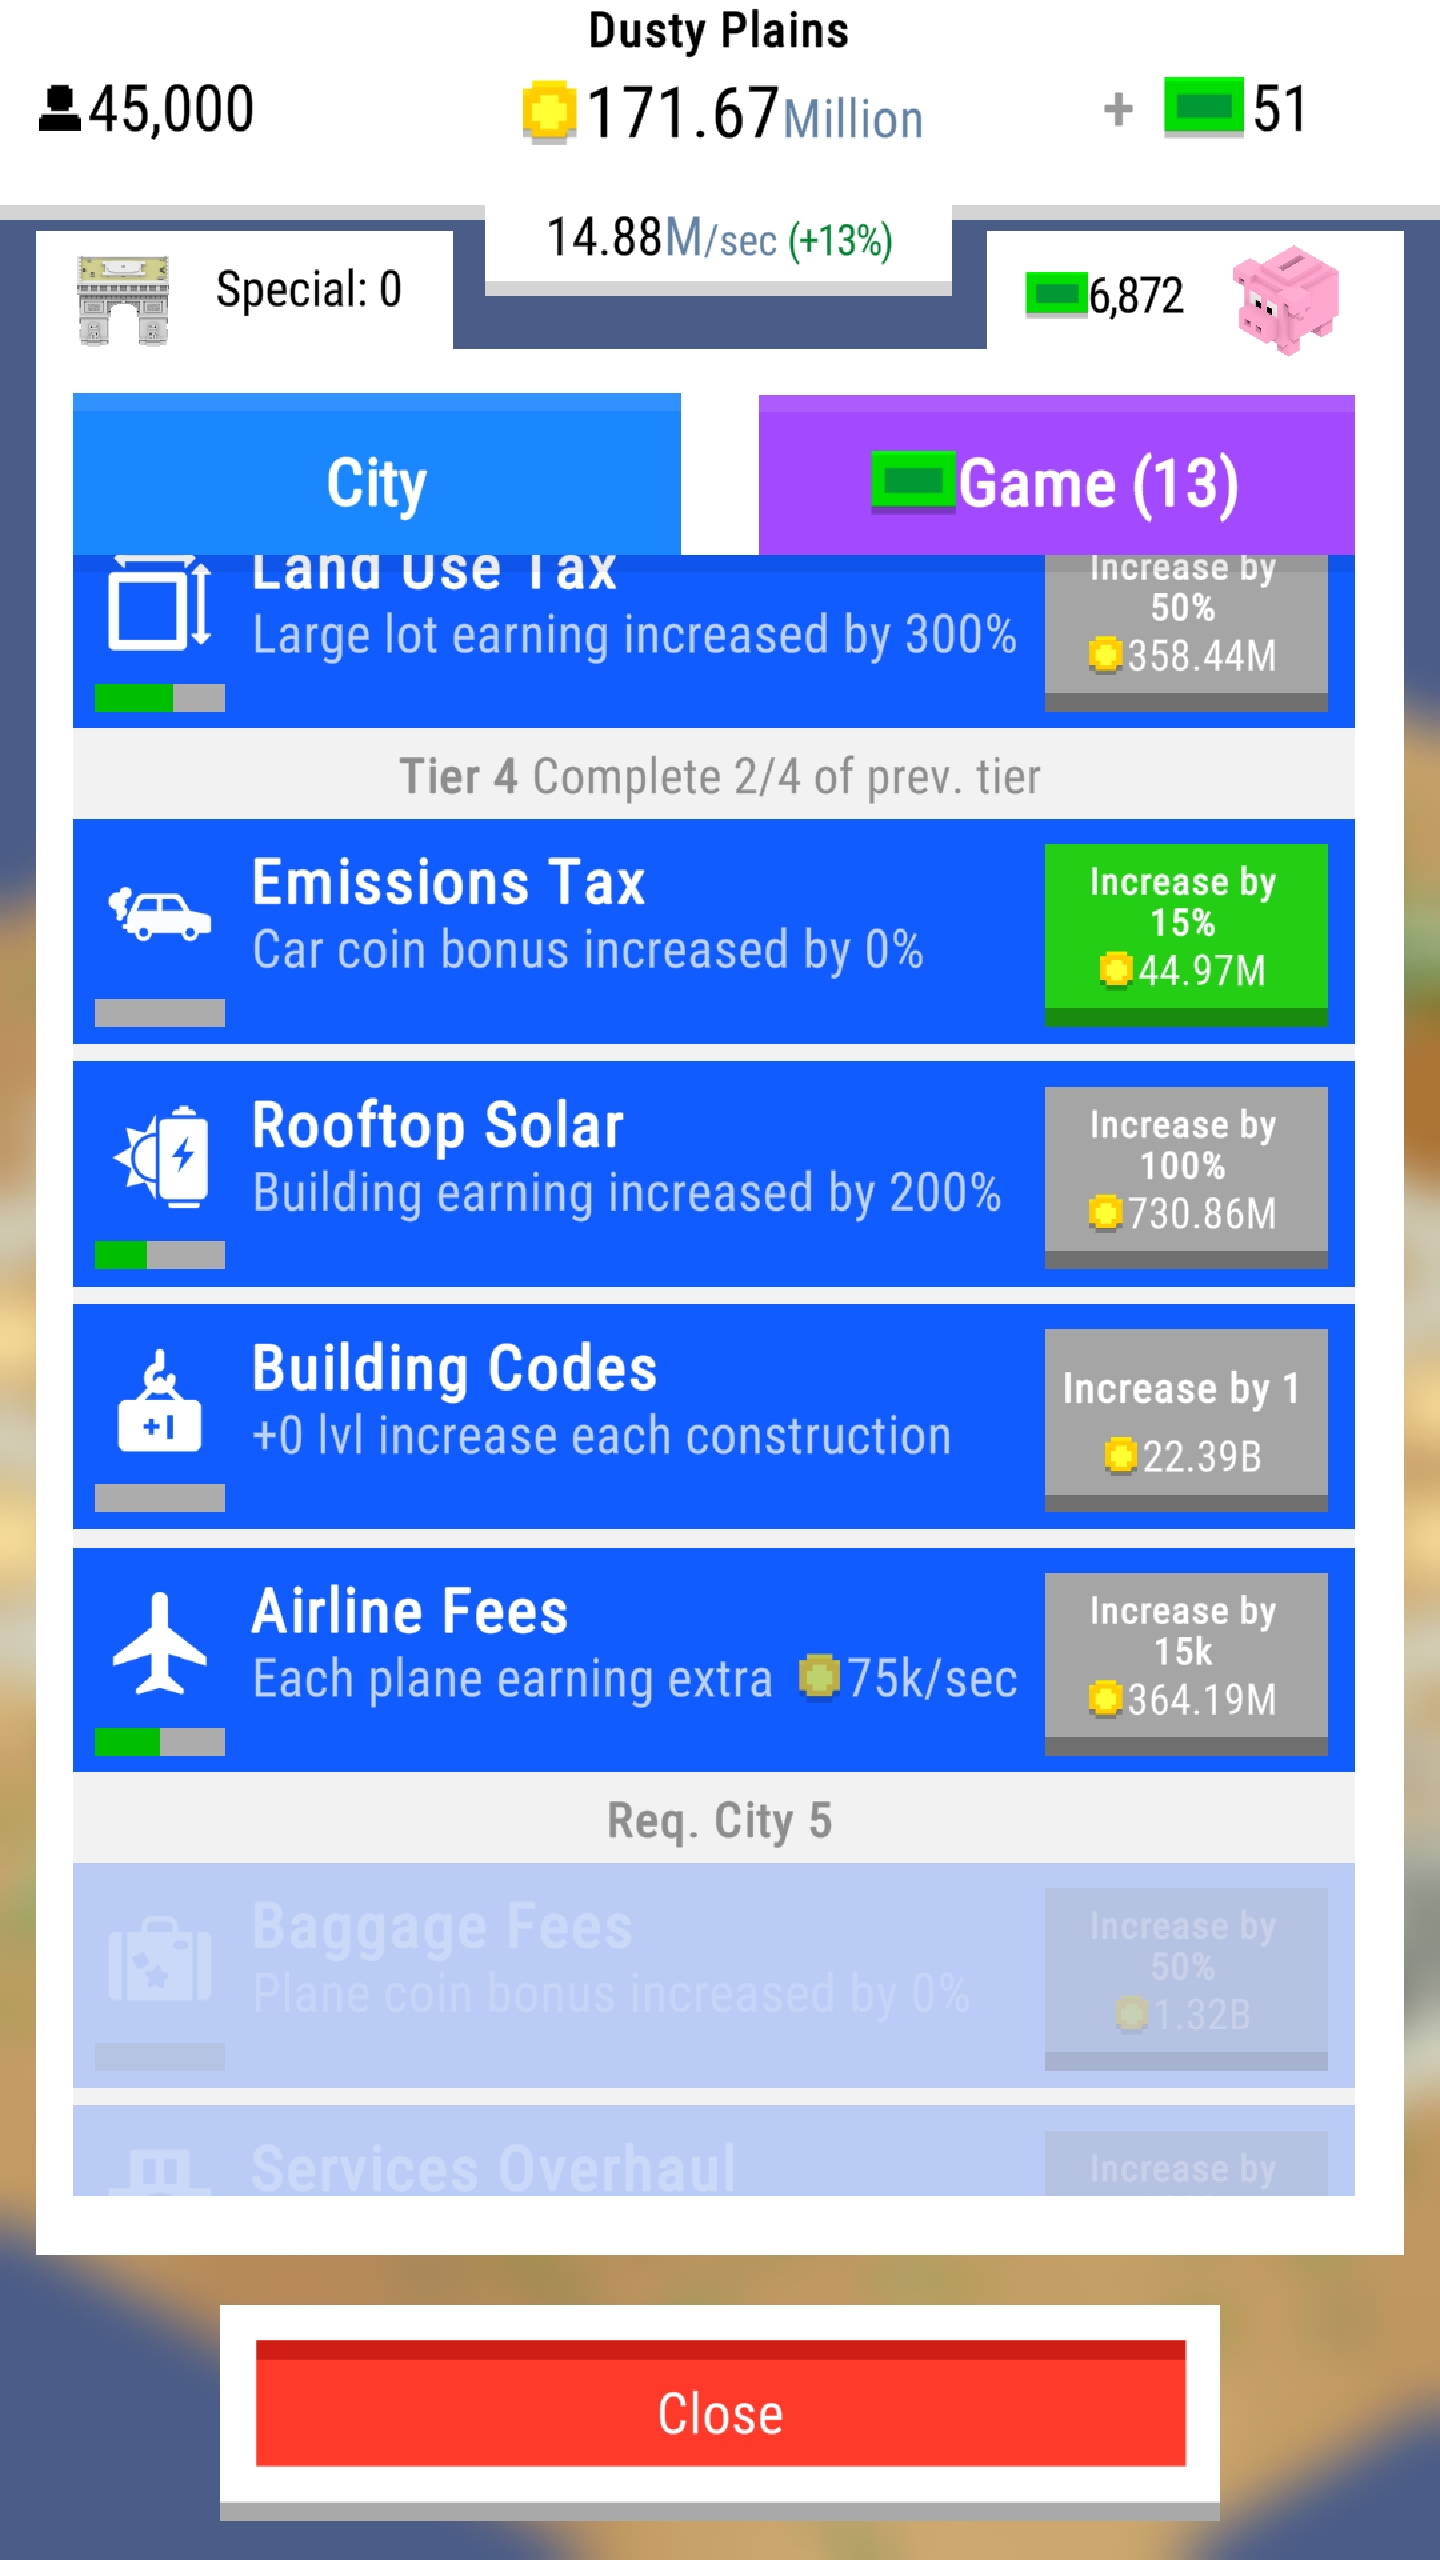 Dusty Plains
45,000
171.67Million
+ 51
14.88M/sec (+13%)
Special: 0
6,872
City
Game (13)
Land Use Tax
Large lot earning increased by 300%
Increase by
50%
358.44M
Tier 4 Complete 2/4 of prev. tier
Emissions Tax
Car coin bonus increased by 0%
Increase by
15%
44.97M
Rooftop Solar
Building earning increased by 200%
Increase by
100%
730.86M
+1
Building Codes
+0 lvl increase each construction
Increase by 1
22.39B
Airline Fees
Each plane earning extra 75k/sec
Increase by
15k
364.19M
Req. City 5
Baggage Fees
Plane coin bonus increased by 0%
Increase by
50%
1.32B
Services Overhaul
Increase by
Close